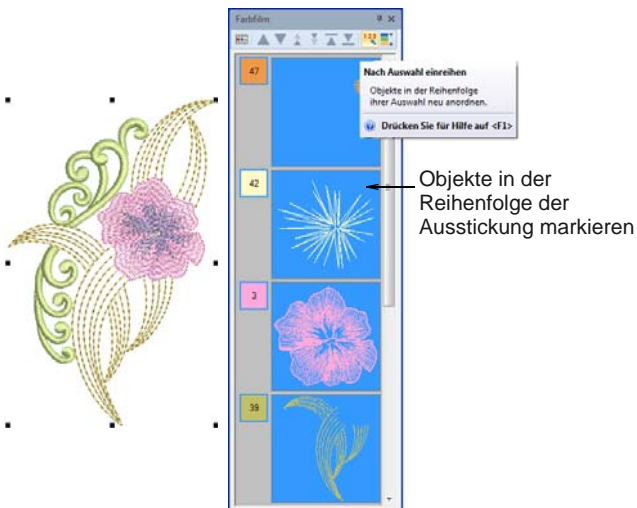 Farbfilm
123
47
Nach Auswahl einreihen
Objekte in der Reihenfolge
ihrer Auswahl neu anordnen.
Drücken Sie für Hilfe auf <F1>
42
Objekte in der
Reihenfolge der
Ausstickung markieren
3
39